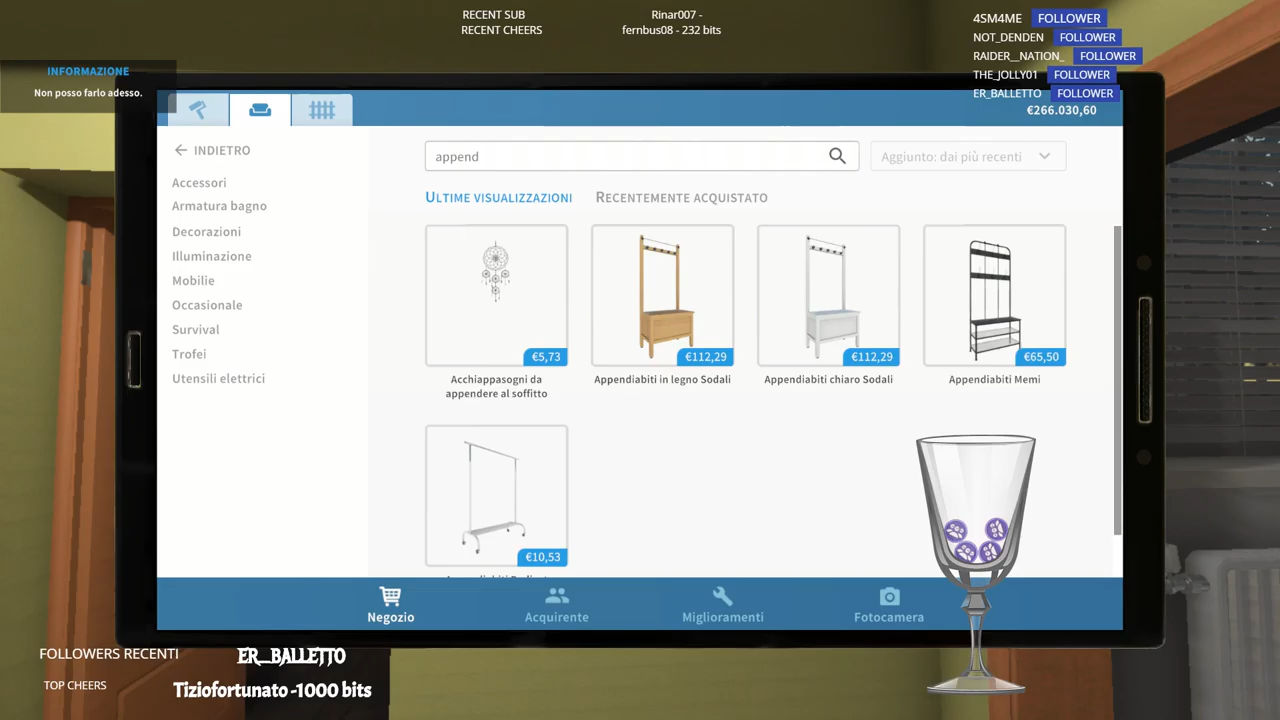 RECENT SUB
Rinar007 -
RECENT CHEERS
fernbus08 - 232 bits
4SM4ME FOLLOWER
NOT_DENDEN FOLLOWER
RAIDER__NATION_ FOLLOWER
THE_JOLLY01 FOLLOWER
ER_BALLETTO FOLLOWER
€266.030,60
INFORMAZIONE
Non posso farlo adesso.
INDIETRO
Accessori
Armatura bagno
Decorazioni
Illuminazione
Mobilie
Occasionale
Survival
Trofei
Utensili elettrici
append
Aggiunto: dai più recenti
ULTIME VISUALIZZAZIONI
RECENTEMENTE ACQUISTATO
€5,73
€112,29
€112,29
€65,50
Acchiappasogni da
appendere al soffitto
Appendiabiti in legno Sodali
Appendiabiti chiaro Sodali
Appendiabiti Memi
€10,53
Negozio
Acquirente
Miglioramenti
Fotocamera
FOLLOWERS RECENTI
ER_BALLETTO
TOP CHEERS
Tiziofortunato -1000 bits